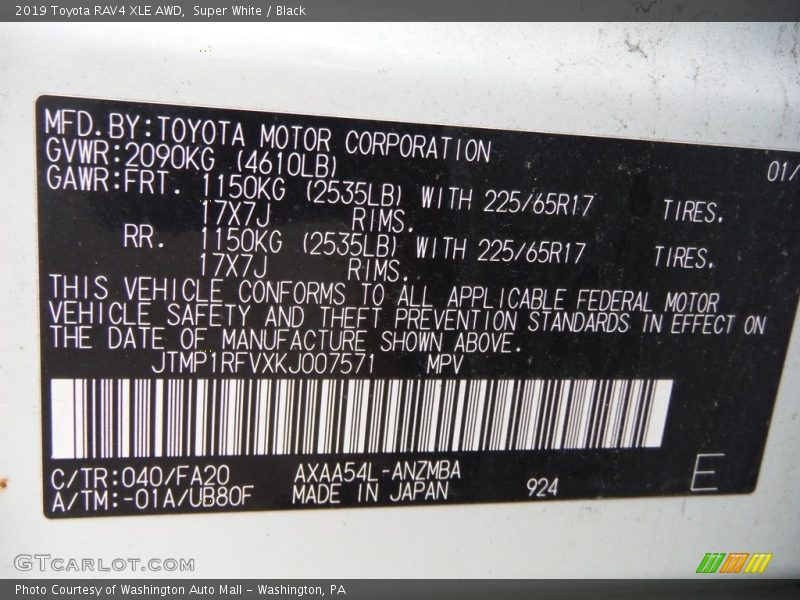 2019 Toyota RAV4 XLE AWD, Super White / Black
MFD.BY:TOYOTA MOTOR CORPORATION 01/
GVWR:2090KG (4610LB)
GAWR:FRT. 1150KG (2535LB) WITH 225/65R17 TIRES,
17X7J RIMS.
RR. 1150KG (2535LB) WITH 225/65R17 TIRES.
17X7J RIMS.
THIS VEHICLE CONFORMS TO ALL APPLICABLE FEDERAL MOTOR
VEHICLE SAFETY AND THEFT PREVENTION STANDARDS IN EFFECT ON
THE DATE OF MANUFACTURE SHOWN ABOVE.
JTMP1RFVXKJ007571 MPV
C/TR:040/FA20 AXAA54L-ANZMBA
A/TM:-01A/UB80F MADE IN JAPAN 924 E
GTCARLOT.COM
Photo Courtesy of Washington Auto Mall - Washington, PA